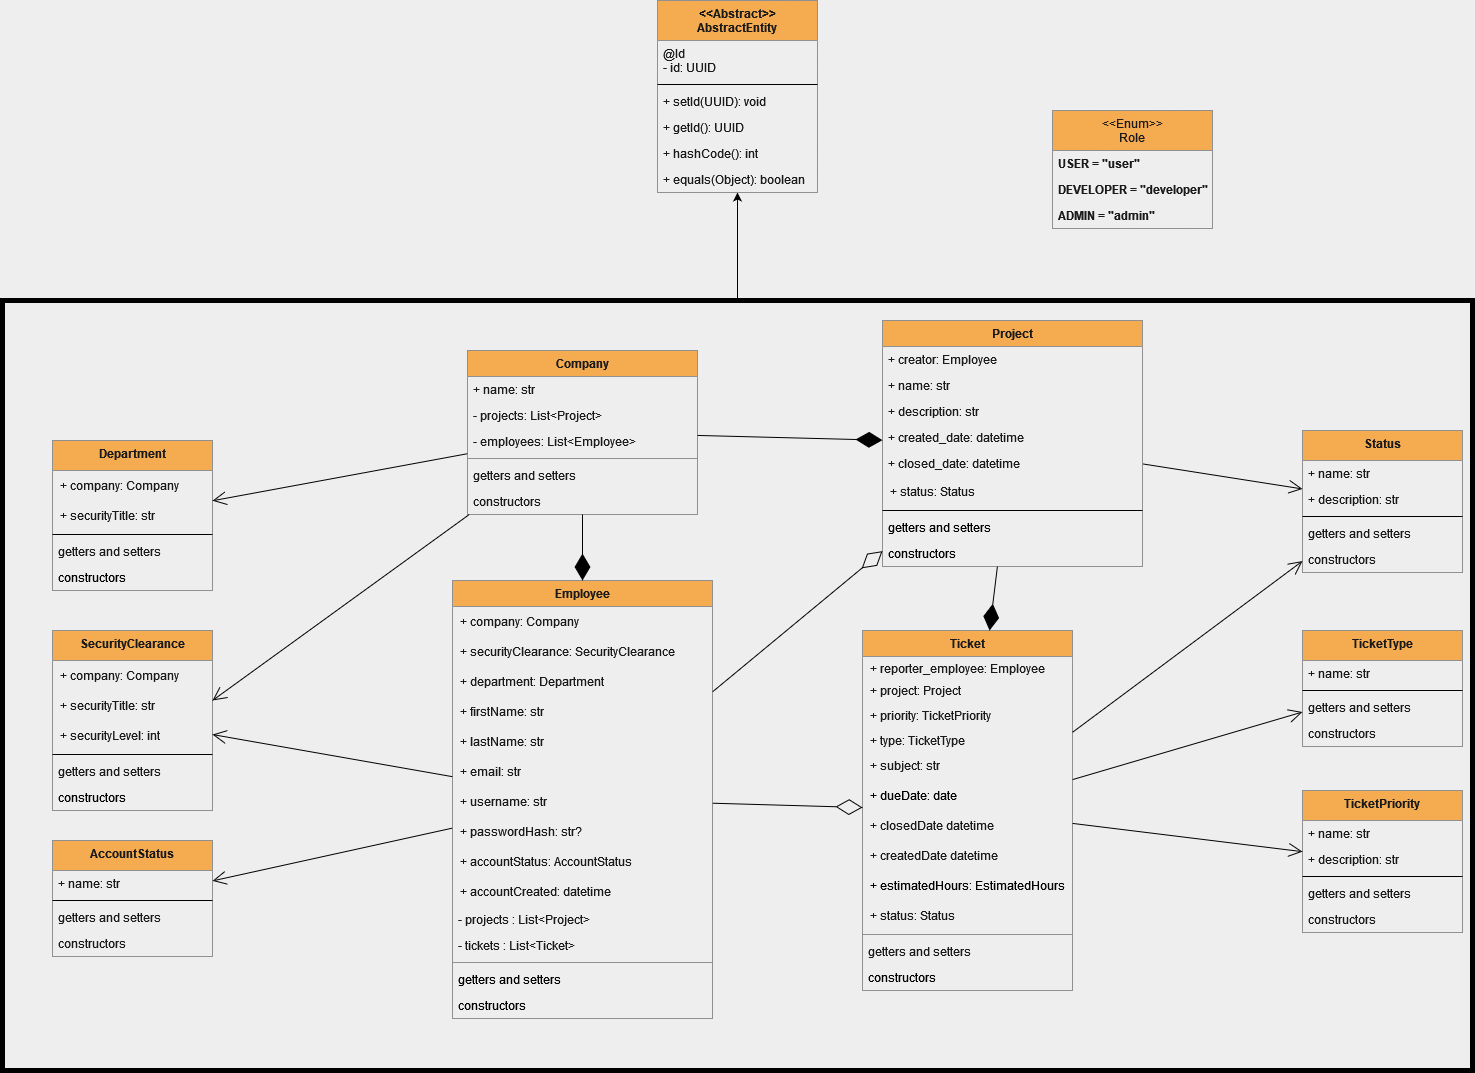 <<Abstract>>
AbstractEntity
@Id
- id: UUID
+ setId(UUID): void
+ getId(): UUID
+ hashCode(): int
+ equals(Object): boolean
<<Enum>>
Role
USER = "user"
DEVELOPER = "developer"
ADMIN = "admin"
Company
+ name: str
- projects: List<Project>
- employees: List<Employee>
getters and setters
constructors
Project
+ creator: Employee
+ name: str
+ description: str
+ created_date: datetime
+ closed_date: datetime
+ status: Status
getters and setters
constructors
Department
+ company: Company
+ securityTitle: str
getters and setters
constructors
Status
+ name: str
+ description: str
getters and setters
constructors
SecurityClearance
+ company: Company
+ securityTitle: str
+ securityLevel: int
getters and setters
constructors
Employee
+ company: Company
+ securityClearance: SecurityClearance
+ department: Department
+ firstName: str
+ lastName: str
+ email: str
+ username: str
+ passwordHash: str?
+ accountStatus: AccountStatus
+ accountCreated: datetime
- projects : List<Project>
- tickets : List<Ticket>
getters and setters
constructors
Ticket
+ reporter_employee: Employee
+ project: Project
+ priority: TicketPriority
+ type: TicketType
+ subject: str
+ dueDate: date
+ closedDate datetime
+ createdDate datetime
+ estimatedHours: EstimatedHours
+ status: Status
getters and setters
constructors
TicketType
+ name: str
getters and setters
constructors
AccountStatus
+ name: str
getters and setters
constructors
TicketPriority
+ name: str
+ description: str
getters and setters
constructors